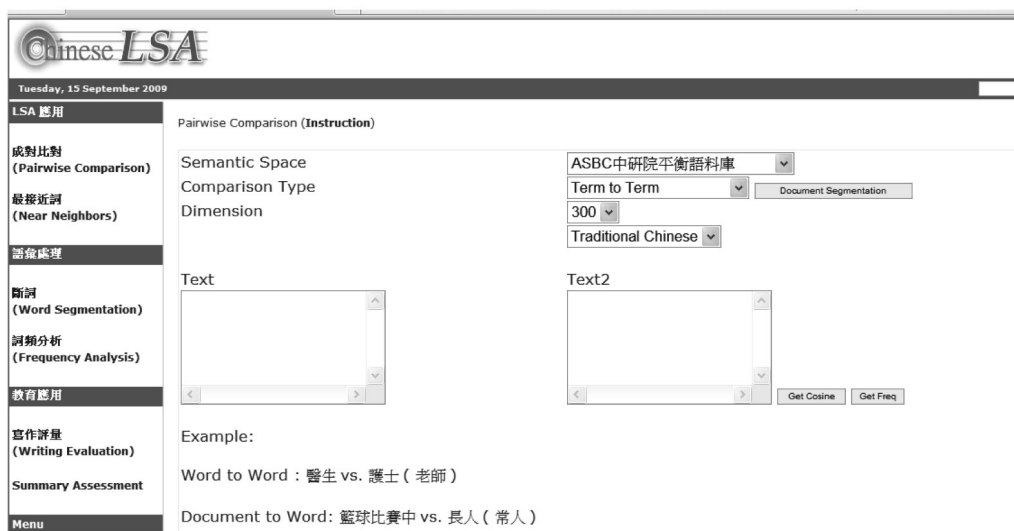 Chinese LSA
Tuesday, 15 September 2009
LSA 應用
成對比對
(Pairwise Comparison)
最接近詞
(Near Neighbors)
語彙處理
斷詞
(Word Segmentation)
詞頻分析
(Frequency Analysis)
教育應用
寫作評量
(Writing Evaluation)
Summary Assessment
Menu
Pairwise Comparison (Instruction)
Semantic Space
ASBC中研院平衡語料庫
Comparison Type
Term to Term
Document Segmentation
Dimension
300
Traditional Chinese
Text
Text2
Get Cosine
Get Freq
Example:
Word to Word : 醫生 vs. 護士 ( 老師 )
Document to Word: 籃球比賽中 vs. 長人 ( 常人 )